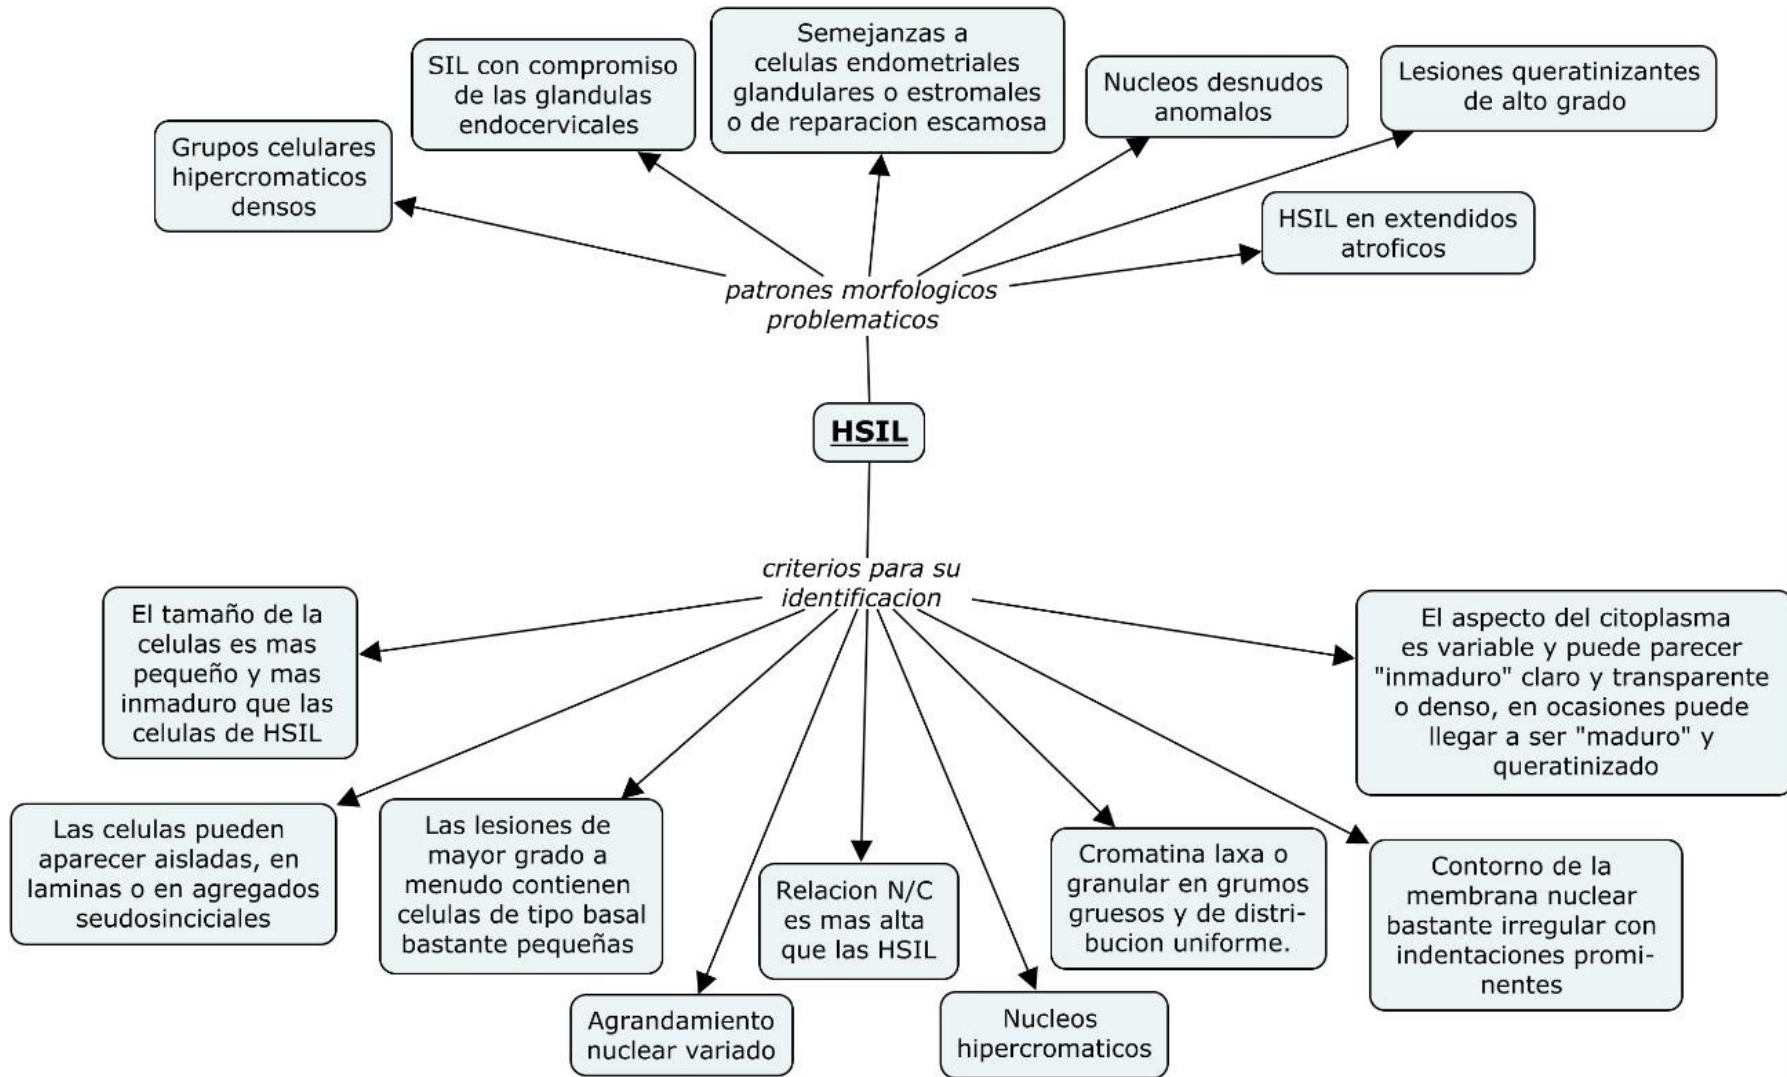 Grupos celulares
hipercromaticos
densos
SIL con compromiso
de las glandulas
endocervicales
Semejanzas a
celulas endometriales
glandulares o estromales
o de reparacion escamosa
Nucleos desnudos
anomalos
Lesiones queratinizantes
de alto grado
HSIL en extendidos
atroficos
patrones morfologicos
problematicos
HSIL
criterios para su
identificacion
El tamaño de la
celulas es mas
pequeño y mas
inmaduro que las
celulas de HSIL
Las celulas pueden
aparecer aisladas, en
laminas o en agregados
seudosinciciales
Las lesiones de
mayor grado a
menudo contienen
celulas de tipo basal
bastante pequeñas
Agrandamiento
nuclear variado
Relacion N/C
es mas alta
que las HSIL
Nucleos
hipercromaticos
Cromatina laxa o
granular en grumos
gruesos y de distri-
bucion uniforme.
Contorno de la
membrana nuclear
bastante irregular con
indentaciones promi-
nentes
El aspecto del citoplasma
es variable y puede parecer
"inmaduro" claro y transparente
o denso, en ocasiones puede
llegar a ser "maduro" y
queratinizado